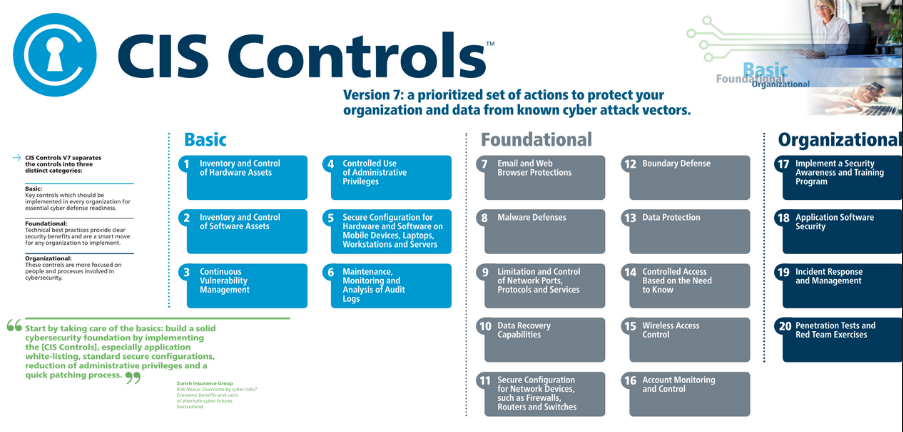 CIS Controls™
Version 7: a prioritized set of actions to protect your
organization and data from known cyber attack vectors.
Basic
Foundational
Organizational
CIS Controls V7 separates
the controls into three
distinct categories:
Basic:
Key controls which should be
implemented in every organization for
essential cyber defense readiness.
Foundational:
Technical best practices provide clear
security benefits and are a smart move
for any organization to implement.
Organizational:
These controls are more focused on
people and processes involved in
cybersecurity.
Basic
1 Inventory and Control
of Hardware Assets
2 Inventory and Control
of Software Assets
3 Continuous
Vulnerability
Management
4 Controlled Use
of Administrative
Privileges
5 Secure Configuration for
Hardware and Software on
Mobile Devices, Laptops,
Workstations and Servers
6 Maintenance,
Monitoring and
Analysis of Audit
Logs
Foundational
7 Email and Web
Browser Protections
8 Malware Defenses
9 Limitation and Control
of Network Ports,
Protocols and Services
10 Data Recovery
Capabilities
11 Secure Configuration
for Network Devices,
such as Firewalls,
Routers and Switches
12 Boundary Defense
13 Data Protection
14 Controlled Access
Based on the Need
to Know
15 Wireless Access
Control
16 Account Monitoring
and Control
Organizational
17 Implement a Security
Awareness and Training
Program
18 Application Software
Security
19 Incident Response
and Management
20 Penetration Tests and
Red Team Exercises
“ Start by taking care of the basics: build a solid
cybersecurity foundation by implementing
the [CIS Controls], especially application
white-listing, standard secure configurations,
reduction of administrative privileges and a
quick patching process. ”
Zurich Insurance Group
Risk Nexus: Overcome by cyber risks?
Economic benefits and costs
of alternate cyber futures
Switzerland